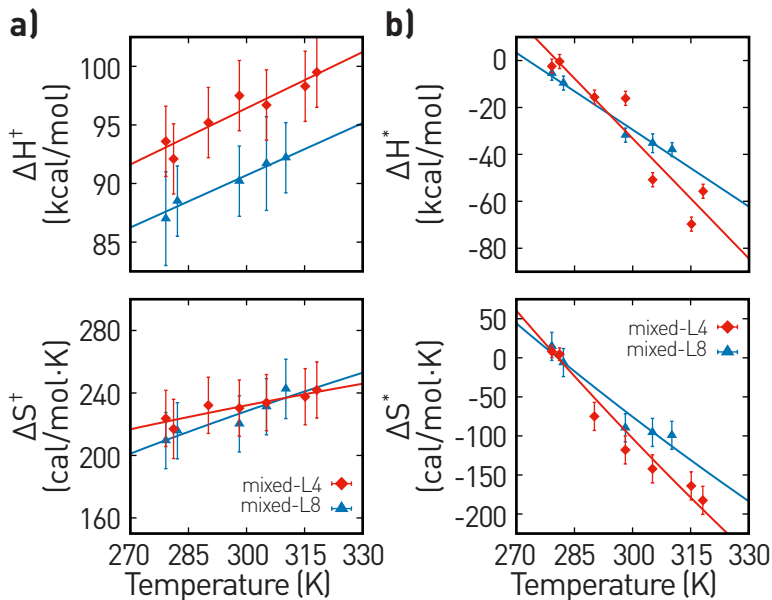 a)
ΔH†
(kcal/mol)
100
95
90
85
ΔS†
(cal/mol·K)
280
240
200
160
mixed-L4
mixed-L8
270 285 300 315 330
Temperature (K)
b)
ΔH*
(kcal/mol)
0
-20
-40
-60
-80
ΔS*
(cal/mol·K)
50
0
-50
-100
-150
-200
mixed-L4
mixed-L8
270 285 300 315 330
Temperature (K)